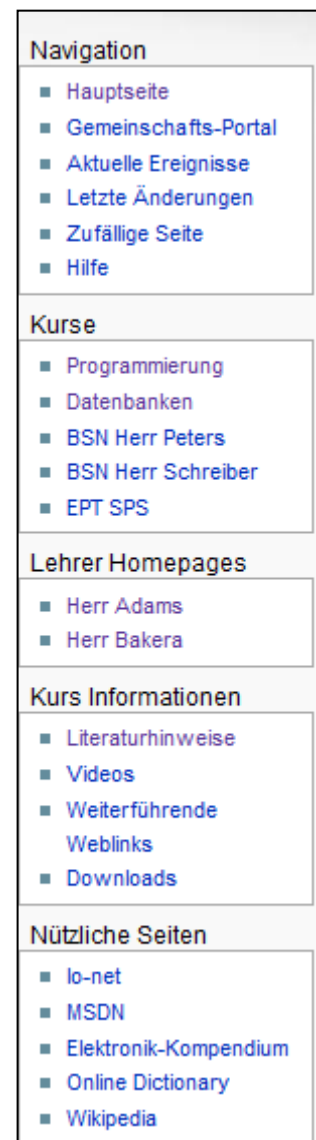 Navigation
Hauptseite
Gemeinschafts-Portal
Aktuelle Ereignisse
Letzte Änderungen
Zufällige Seite
Hilfe
Kurse
Programmierung
Datenbanken
BSN Herr Peters
BSN Herr Schreiber
EPT SPS
Lehrer Homepages
Herr Adams
Herr Bakera
Kurs Informationen
Literaturhinweise
Videos
Weiterführende
Weblinks
Downloads
Nützliche Seiten
lo-net
MSDN
Elektronik-Kompendium
Online Dictionary
Wikipedia